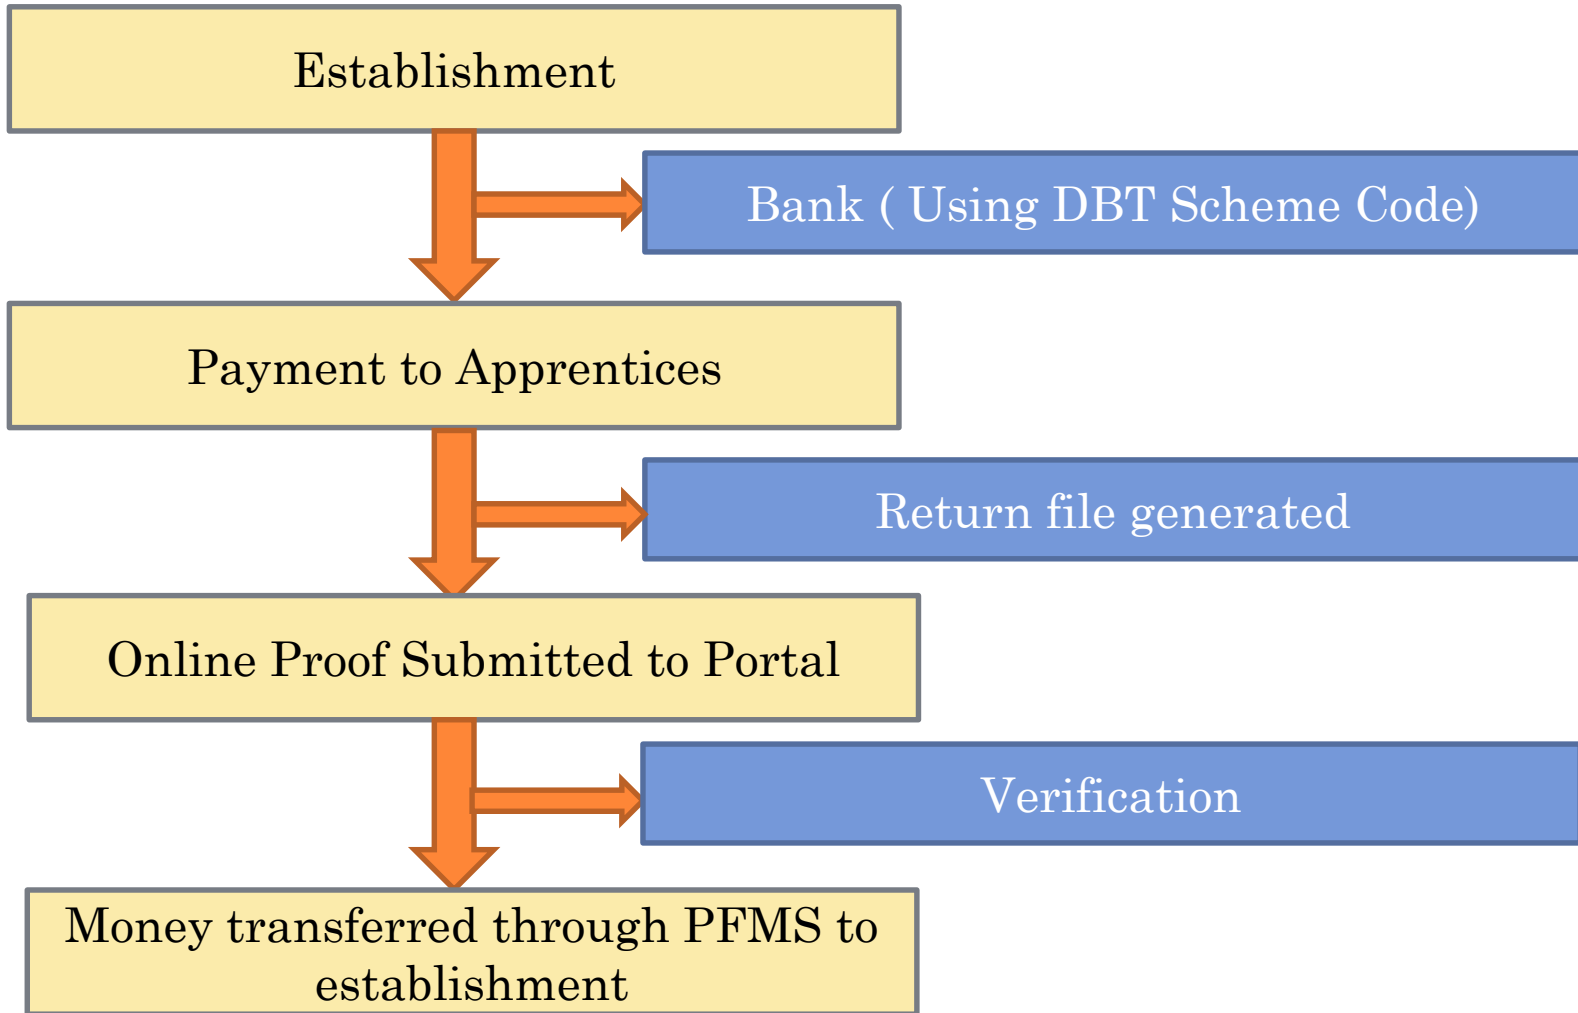 Establishment
Bank ( Using DBT Scheme Code)
Payment to Apprentices
Return file generated
Online Proof Submitted to Portal
Verification
Money transferred through PFMS to
establishment